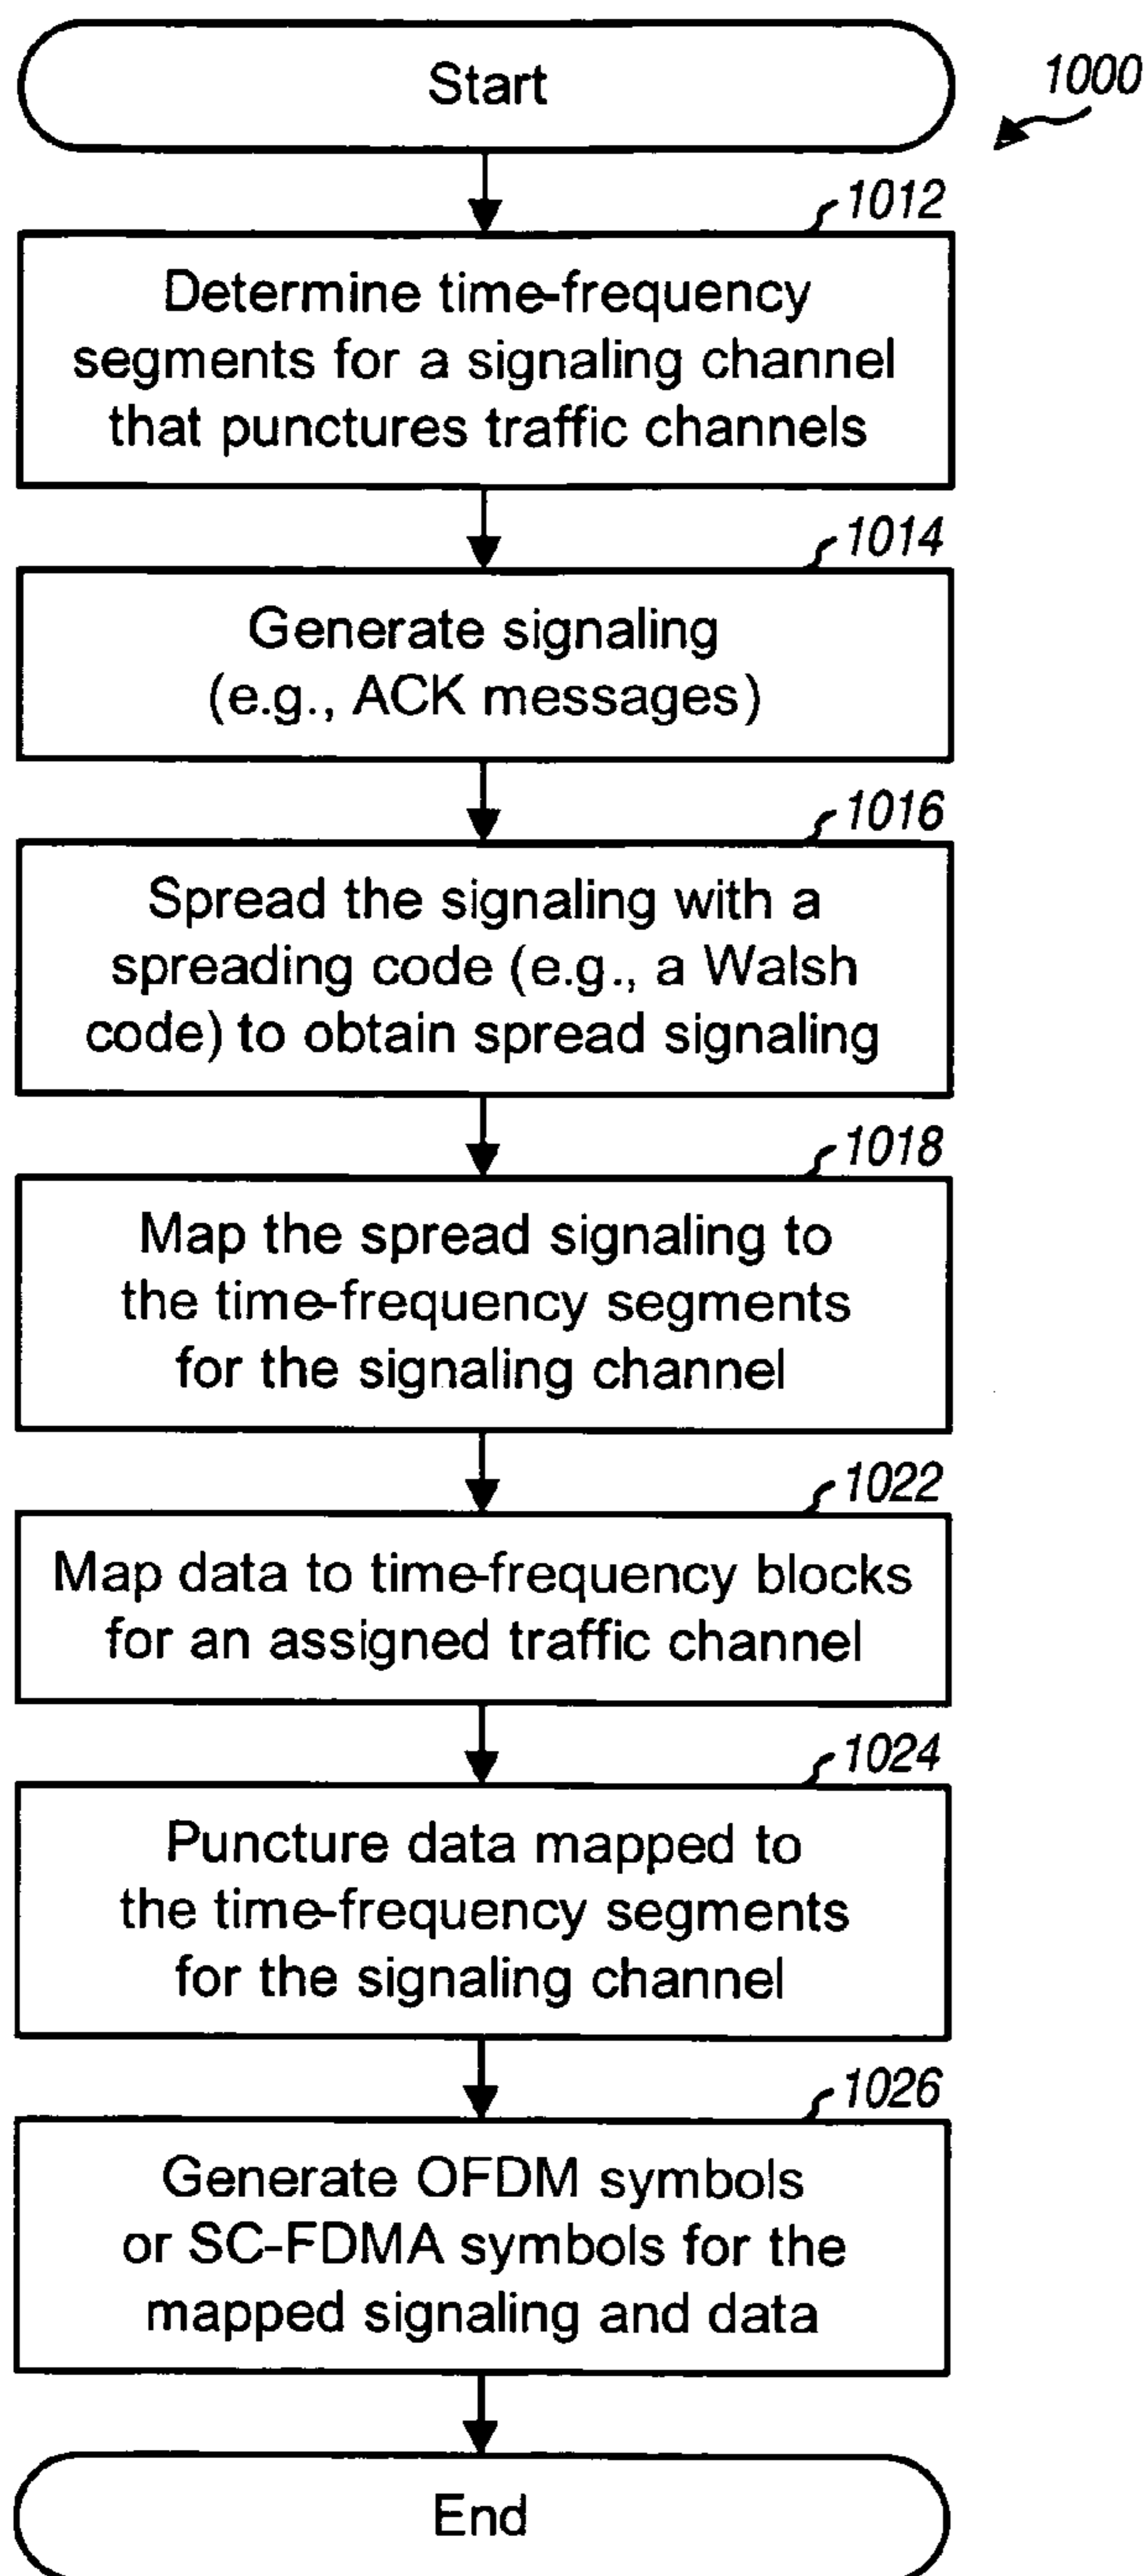 Start
1000
1012
Determine time-frequency
segments for a signaling channel
that punctures traffic channels
1014
Generate signaling
(e.g., ACK messages)
1016
Spread the signaling with a
spreading code (e.g., a Walsh
code) to obtain spread signaling
1018
Map the spread signaling to
the time-frequency segments
for the signaling channel
1022
Map data to time-frequency blocks
for an assigned traffic channel
1024
Puncture data mapped to
the time-frequency segments
for the signaling channel
1026
Generate OFDM symbols
or SC-FDMA symbols for the
mapped signaling and data
End